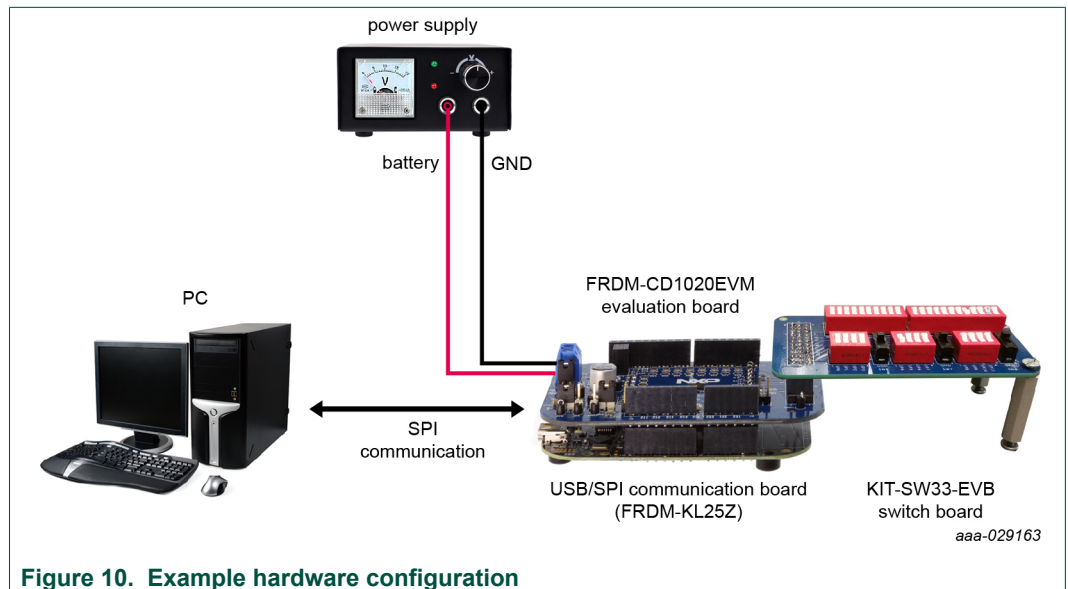 power supply
V
V
- +
battery
GND
PC
FRDM-CD1020EVM
evaluation board
NXP
SPI
communication
USB/SPI communication board
(FRDM-KL25Z)
KIT-SW33-EVB
switch board
aaa-029163
Figure 10. Example hardware configuration